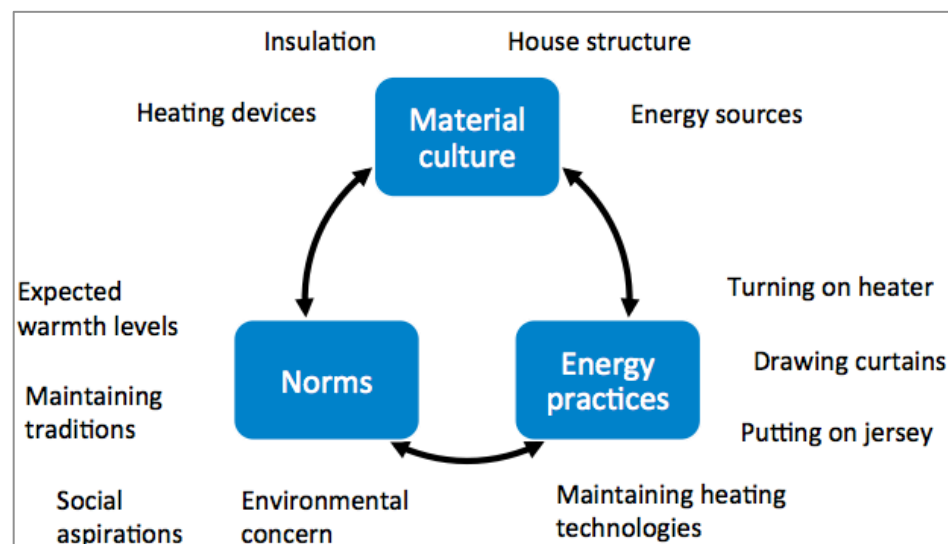 Insulation
House structure
Heating devices
Material
culture
Energy sources
Expected
warmth levels
Turning on heater
Norms
Energy
practices
Drawing curtains
Maintaining
traditions
Putting on jersey
Social
aspirations
Environmental
concern
Maintaining heating
technologies